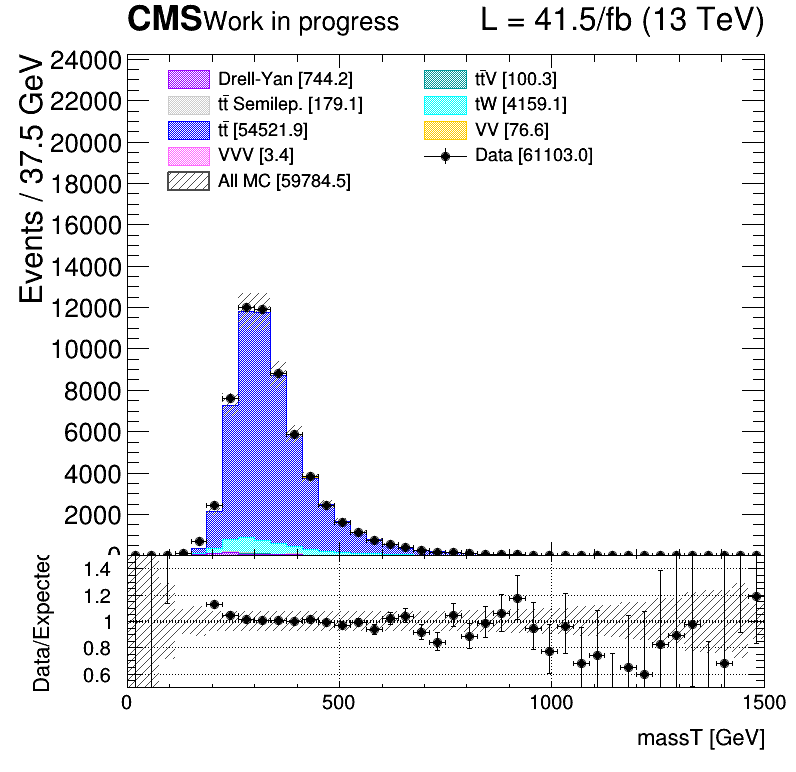 CMS Work in progress L = 41.5/fb (13 TeV)
Events / 37.5 GeV
24000
22000
20000
18000
16000
14000
12000
10000
8000
6000
4000
2000
0
Drell-Yan [744.2]
tt̄ Semilep. [179.1]
tt̄ [54521.9]
VVV [3.4]
All MC [59784.5]
tt̄V [100.3]
tW [4159.1]
VV [76.6]
Data [61103.0]
Data/Expected
1.4
1.2
1
0.8
0.6
0 500 1000 1500
massT [GeV]